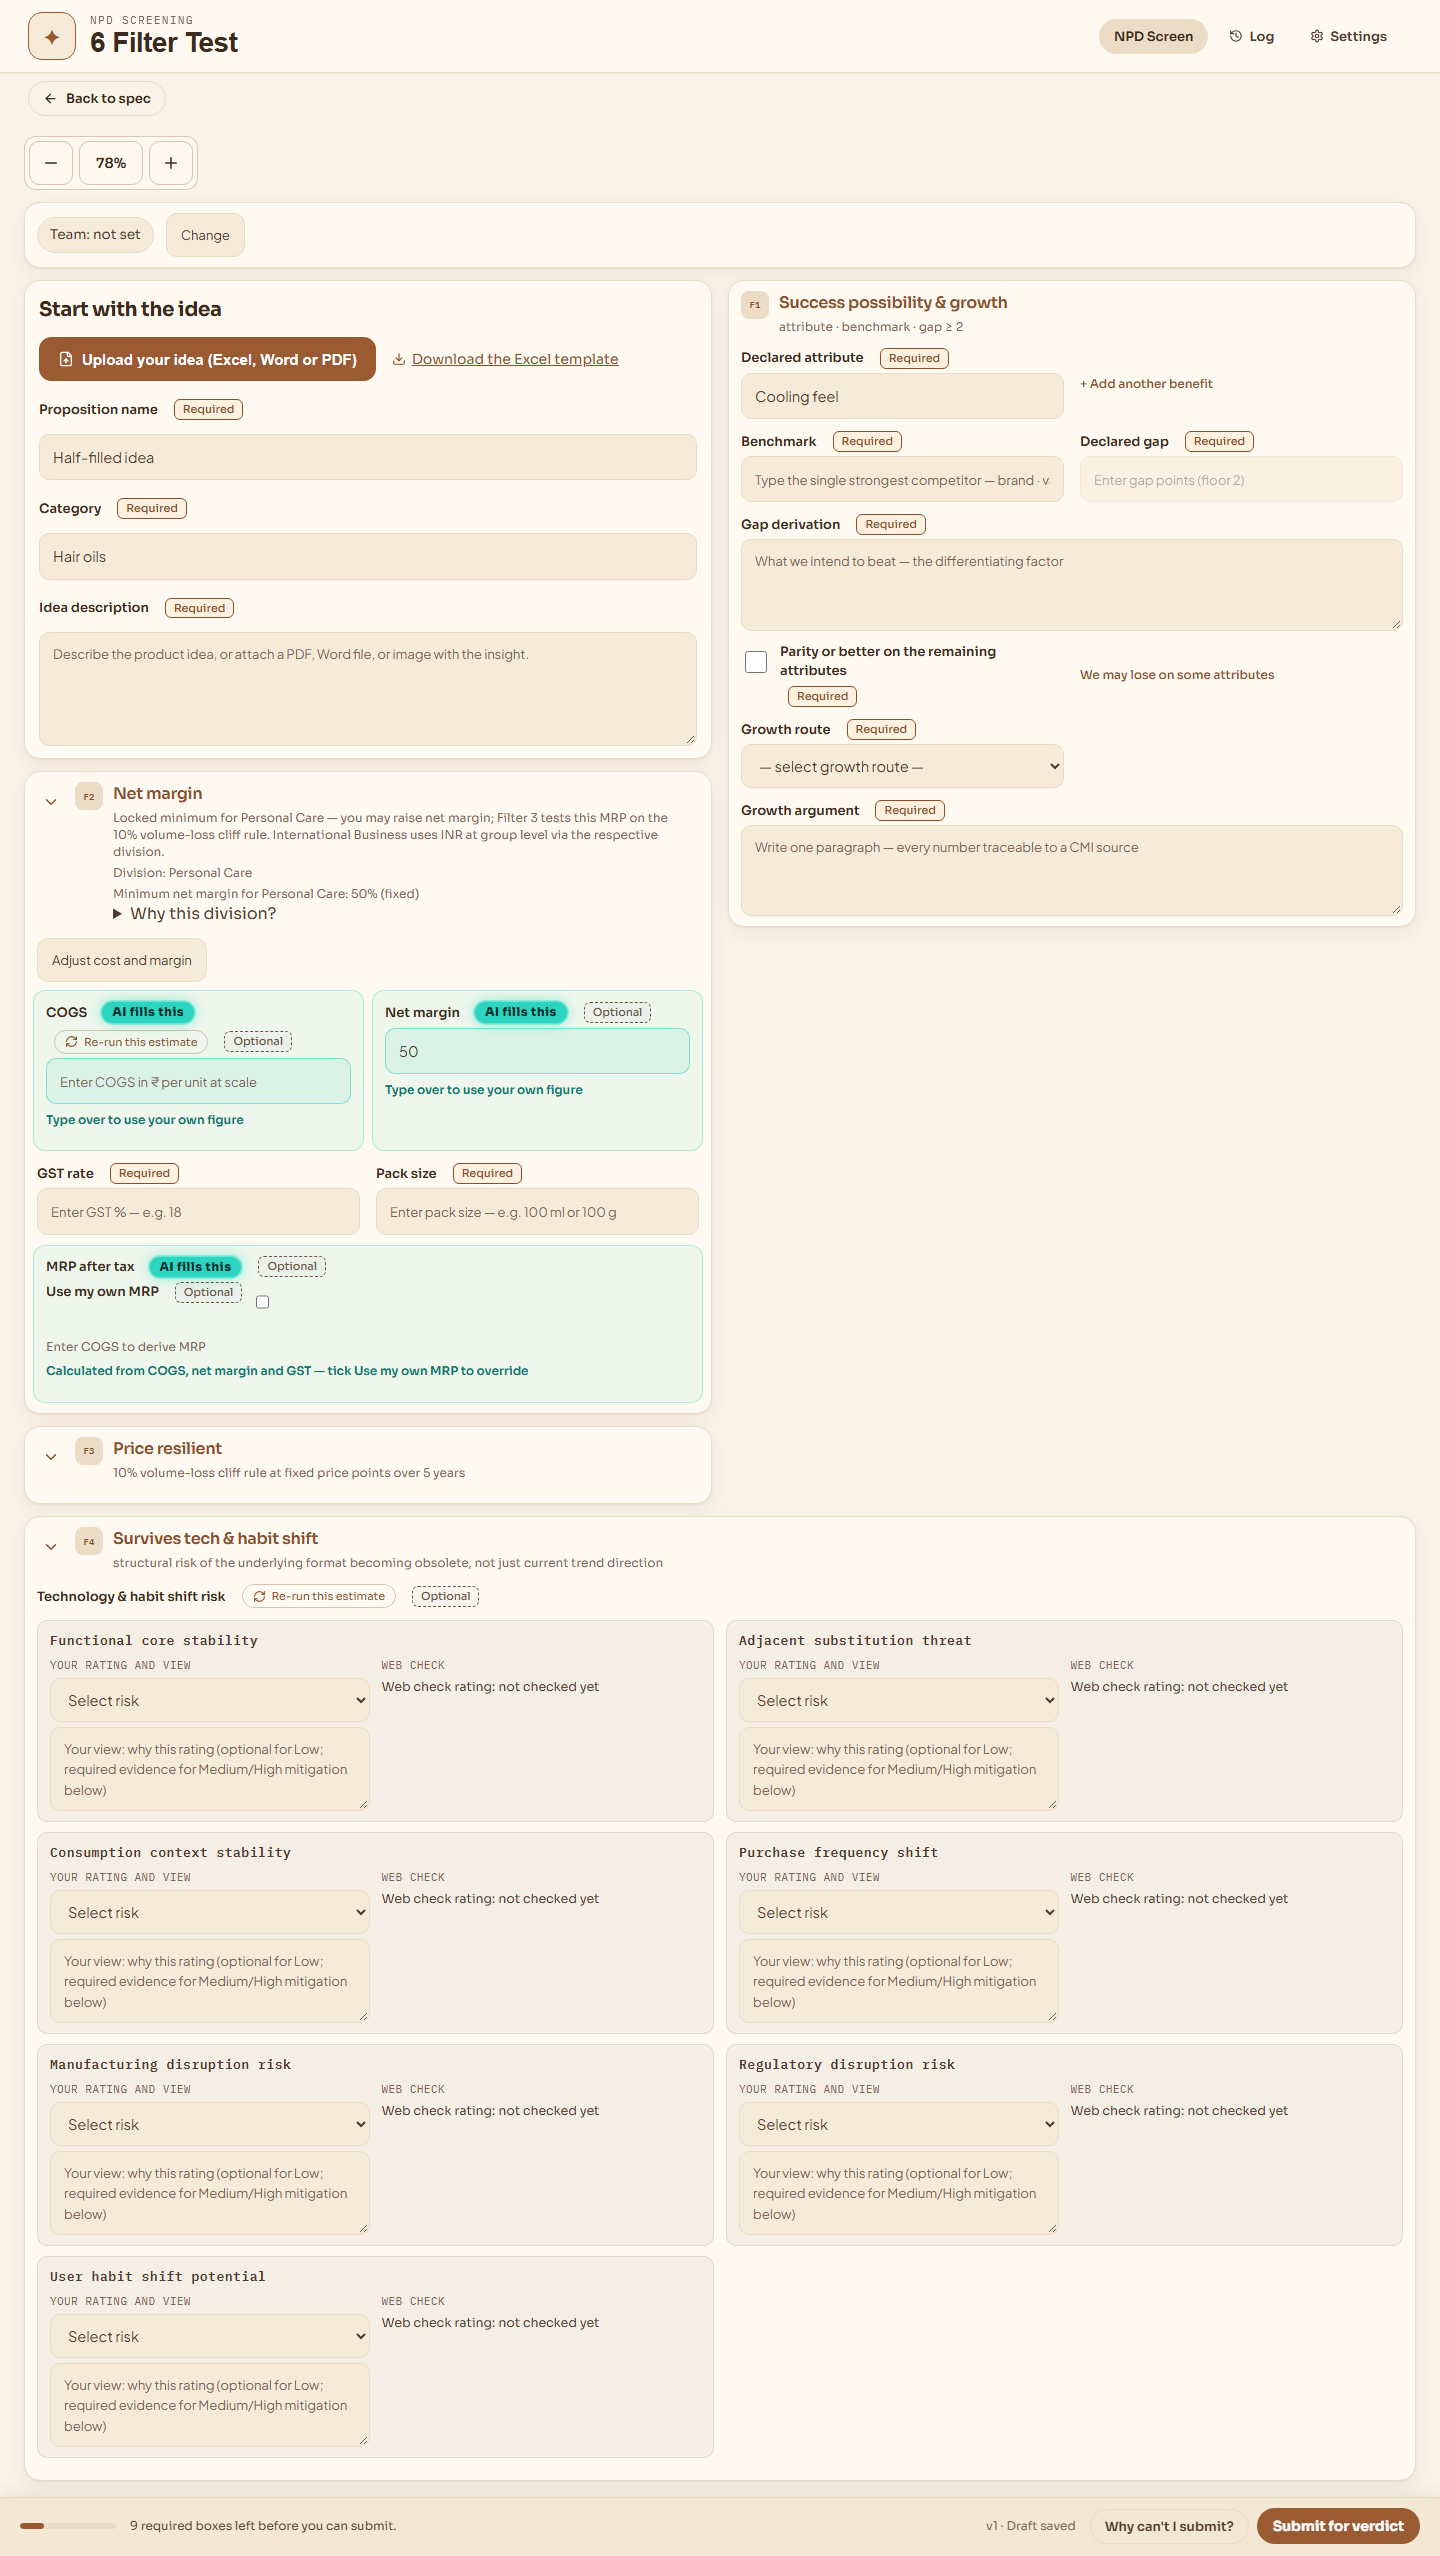 NPD SCREENING
6 Filter Test
NPD Screen
Log
Settings
Back to spec
78%
Team: not set
Change
Start with the idea
Upload your idea (Excel, Word or PDF)
Download the Excel template
Proposition name Required
Half-filled idea
Category Required
Hair oils
Idea description Required
Describe the product idea, or attach a PDF, Word file, or image with the insight.
F1 Success possibility & growth
attribute · benchmark · gap ≥ 2
Declared attribute Required
Cooling feel
+ Add another benefit
Benchmark Required
Declared gap Required
Type the single strongest competitor — brand · v
Enter gap points (floor 2)
Gap derivation Required
What we intend to beat — the differentiating factor
Parity or better on the remaining
attributes
Required
We may lose on some attributes
Growth route Required
— select growth route —
Growth argument Required
Write one paragraph — every number traceable to a CMI source
F2 Net margin
Locked minimum for Personal Care — you may raise net margin; Filter 3 tests this MRP on the
10% volume-loss cliff rule. International Business uses INR at group level via the respective
division.
Division: Personal Care
Minimum net margin for Personal Care: 50% (fixed)
Why this division?
Adjust cost and margin
COGS AI fills this
Re-run this estimate Optional
Enter COGS in ₹ per unit at scale
Type over to use your own figure
Net margin AI fills this Optional
50
Type over to use your own figure
GST rate Required
Enter GST % — e.g. 18
Pack size Required
Enter pack size — e.g. 100 ml or 100 g
MRP after tax AI fills this Optional
Use my own MRP Optional
Enter COGS to derive MRP
Calculated from COGS, net margin and GST — tick Use my own MRP to override
F3 Price resilient
10% volume-loss cliff rule at fixed price points over 5 years
F4 Survives tech & habit shift
structural risk of the underlying format becoming obsolete, not just current trend direction
Technology & habit shift risk Re-run this estimate Optional
Functional core stability
YOUR RATING AND VIEW
WEB CHECK
Select risk
Web check rating: not checked yet
Your view: why this rating (optional for Low;
required evidence for Medium/High mitigation
below)
Adjacent substitution threat
YOUR RATING AND VIEW
WEB CHECK
Select risk
Web check rating: not checked yet
Your view: why this rating (optional for Low;
required evidence for Medium/High mitigation
below)
Consumption context stability
YOUR RATING AND VIEW
WEB CHECK
Select risk
Web check rating: not checked yet
Your view: why this rating (optional for Low;
required evidence for Medium/High mitigation
below)
Purchase frequency shift
YOUR RATING AND VIEW
WEB CHECK
Select risk
Web check rating: not checked yet
Your view: why this rating (optional for Low;
required evidence for Medium/High mitigation
below)
Manufacturing disruption risk
YOUR RATING AND VIEW
WEB CHECK
Select risk
Web check rating: not checked yet
Your view: why this rating (optional for Low;
required evidence for Medium/High mitigation
below)
Regulatory disruption risk
YOUR RATING AND VIEW
WEB CHECK
Select risk
Web check rating: not checked yet
Your view: why this rating (optional for Low;
required evidence for Medium/High mitigation
below)
User habit shift potential
YOUR RATING AND VIEW
WEB CHECK
Select risk
Web check rating: not checked yet
Your view: why this rating (optional for Low;
required evidence for Medium/High mitigation
below)
9 required boxes left before you can submit.
v1 · Draft saved
Why can't I submit?
Submit for verdict